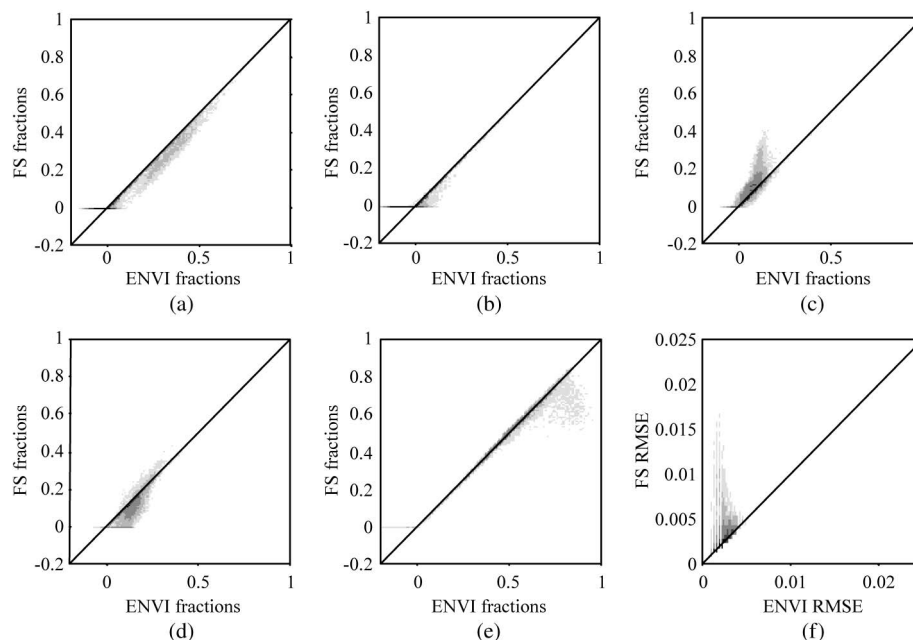 1
0.8
0.6
0.4
0.2
0
-0.2
FS fractions
0 0.5 1
ENVI fractions
(a)
1
0.8
0.6
0.4
0.2
0
-0.2
FS fractions
0 0.5 1
ENVI fractions
(b)
1
0.8
0.6
0.4
0.2
0
-0.2
FS fractions
0 0.5
ENVI fractions
(c)
1
0.8
0.6
0.4
0.2
0
-0.2
FS fractions
0 0.5 1
ENVI fractions
(d)
1
0.8
0.6
0.4
0.2
0
-0.2
FS fractions
0 0.5 1
ENVI fractions
(e)
0.025
0.02
0.015
0.01
0.005
0
FS RMSE
0 0.01 0.02
ENVI RMSE
(f)